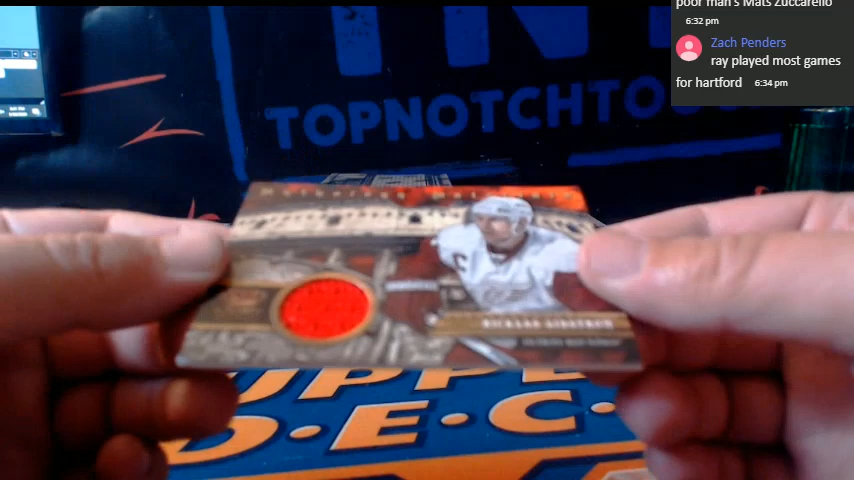 poor man's Mats Zuccarello
6:32 pm
Zach Penders
ray played most games
for hartford 6:34 pm
TNT
TOPNOTCHTO
NICKLAS LIDSTROM
C
UPPE
D·E·C·